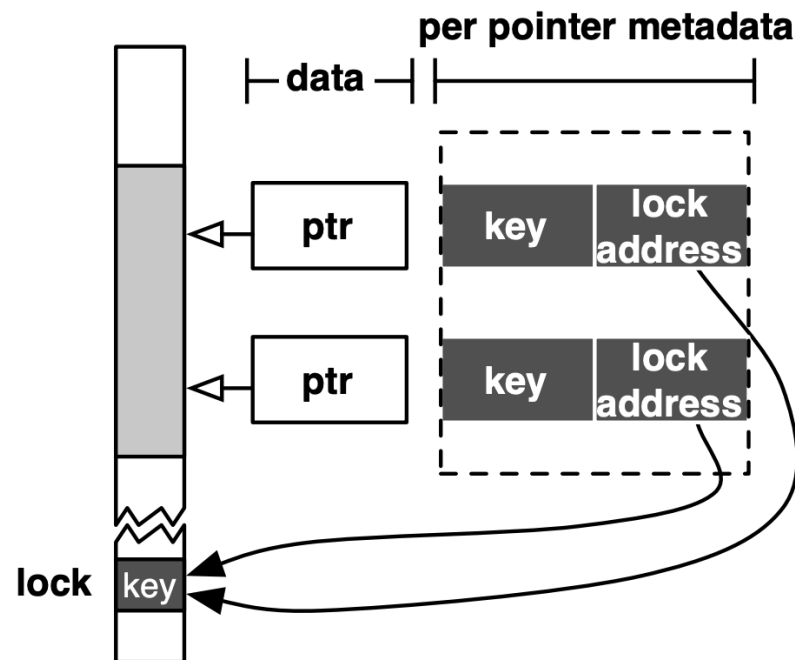 per pointer metadata
data
ptr
key
lock
address
ptr
key
lock
address
lock
key